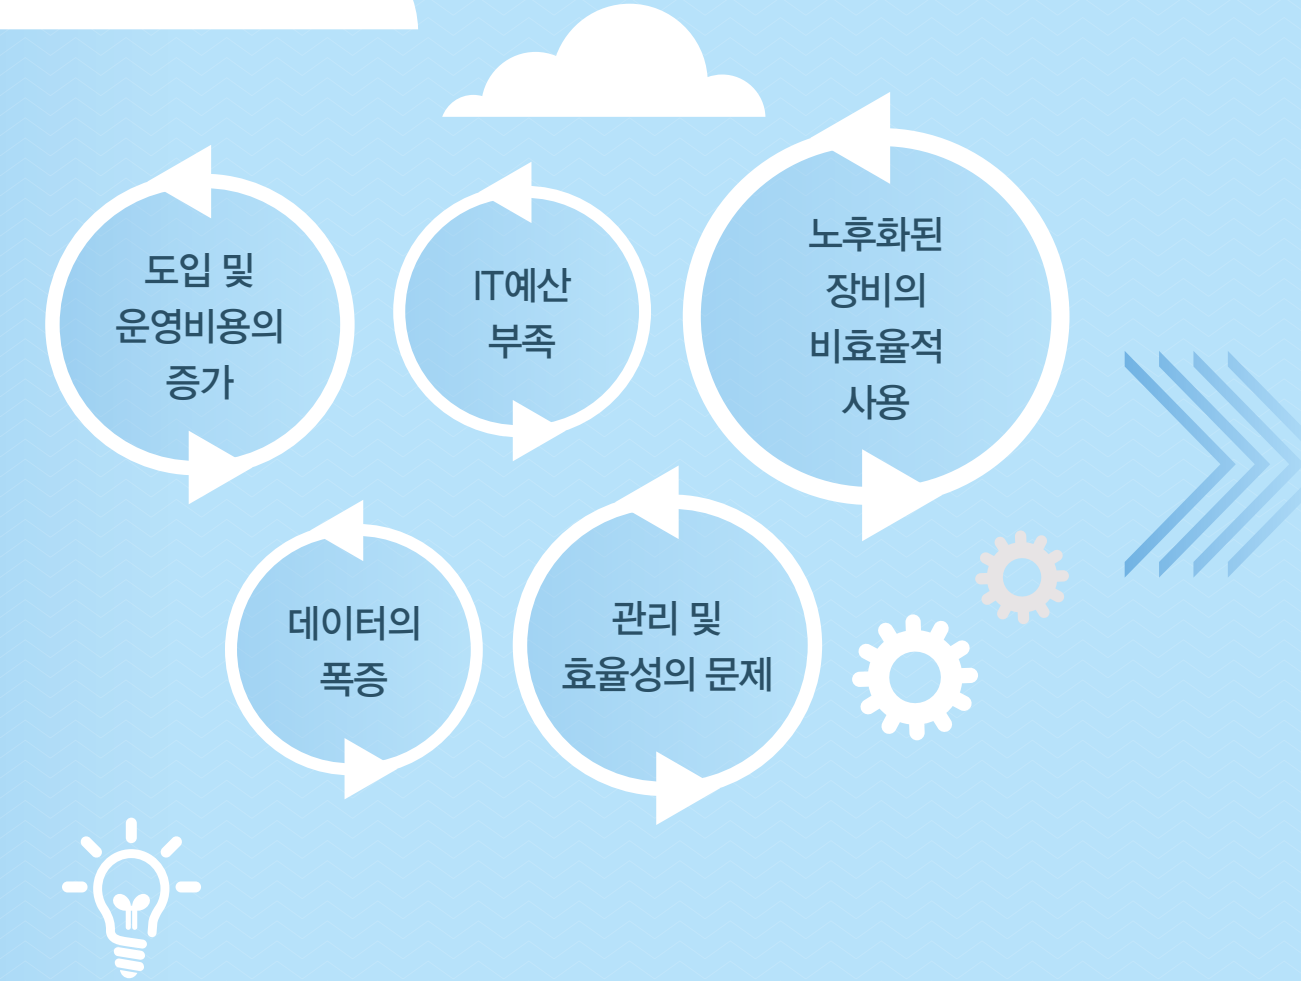 도입 및
운영비용의
증가
IT예산
부족
노후화된
장비의
비효율적
사용
데이터의
폭증
관리 및
효율성의 문제